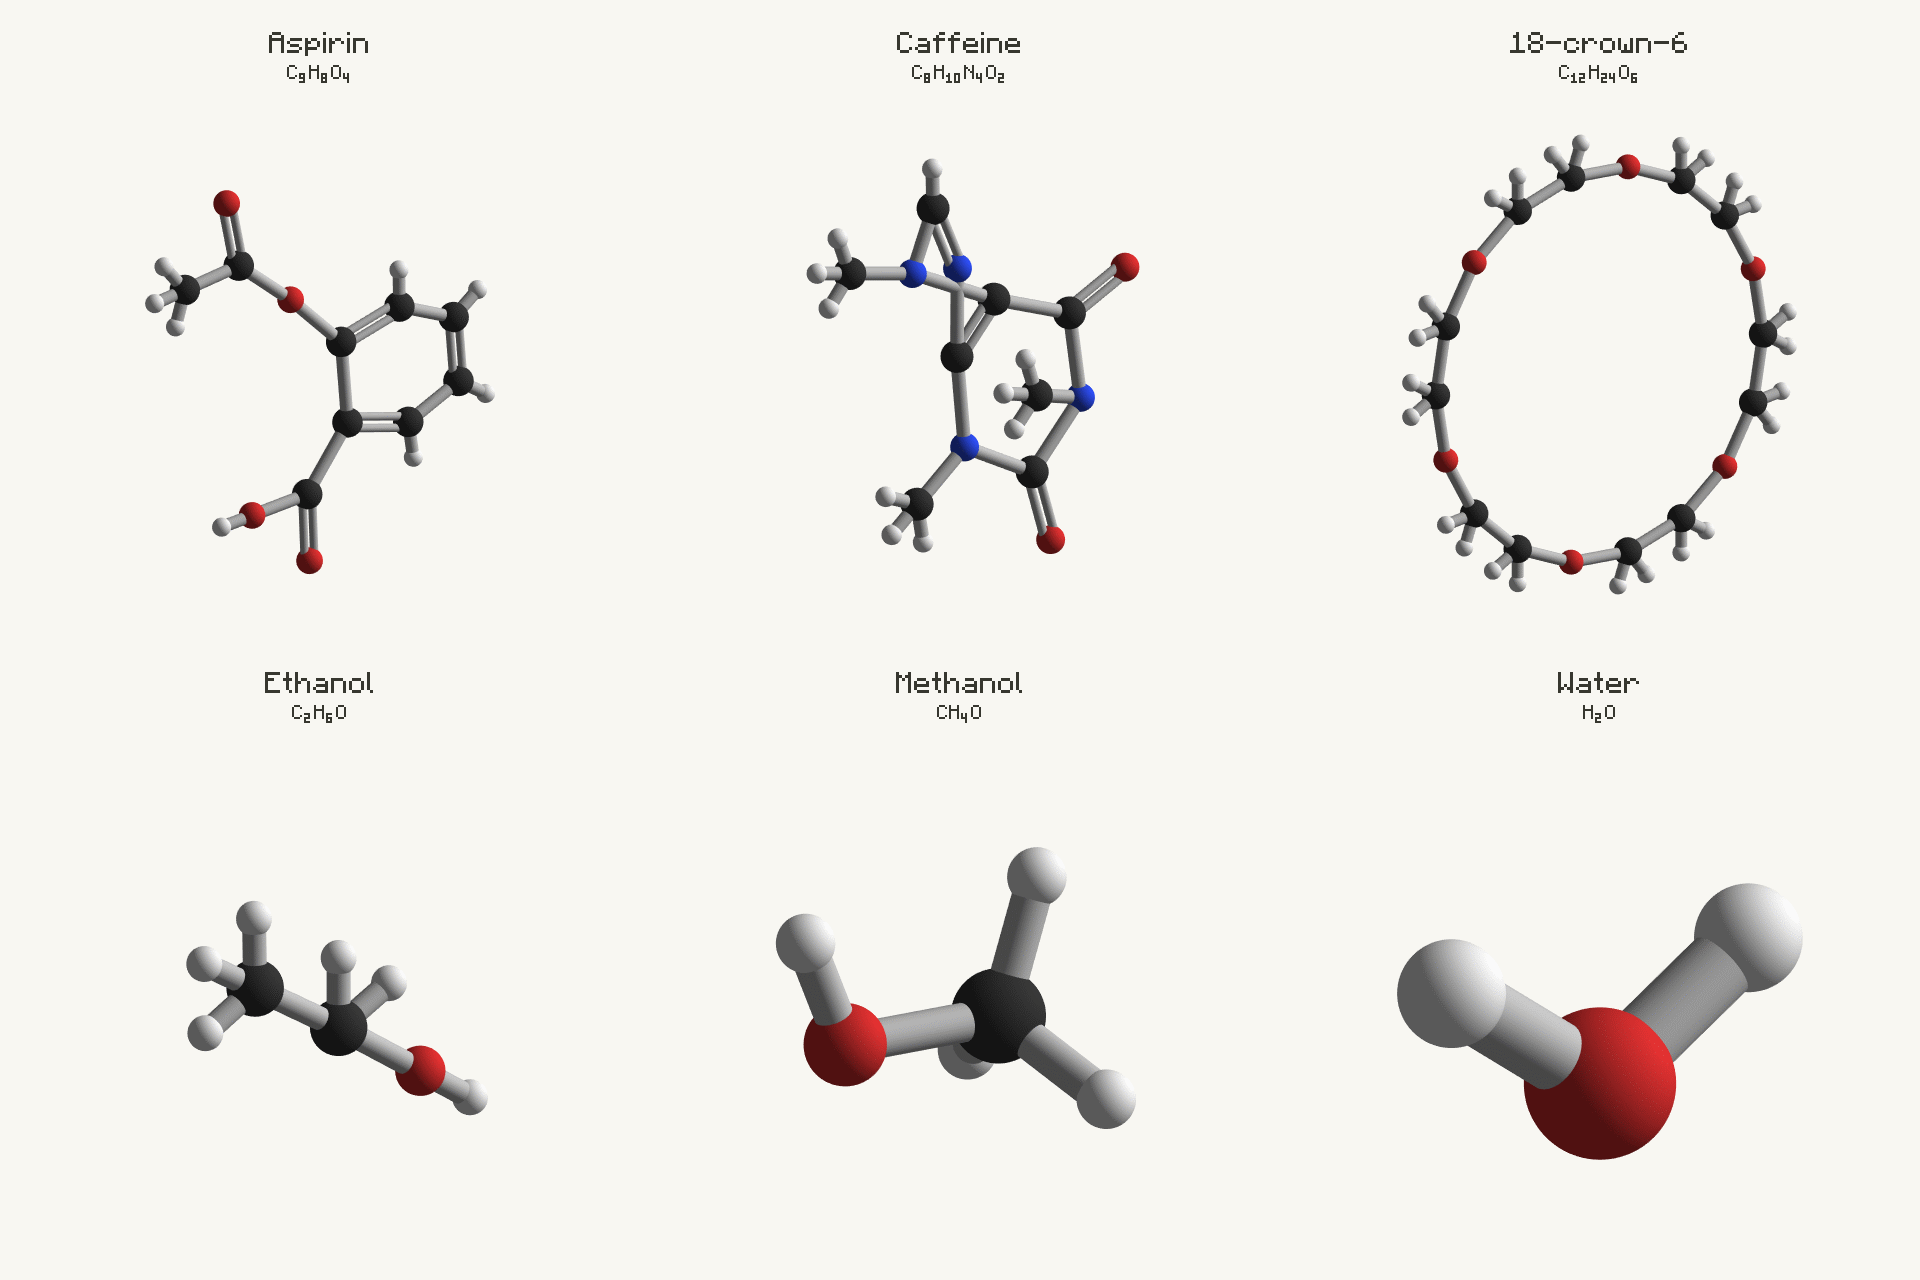 Aspirin
C₉H₈O₄
Caffeine
C₈H₁₀N₄O₂
18-crown-6
C₁₂H₂₄O₆
Ethanol
C₂H₆O
Methanol
CH₄O
Water
H₂O